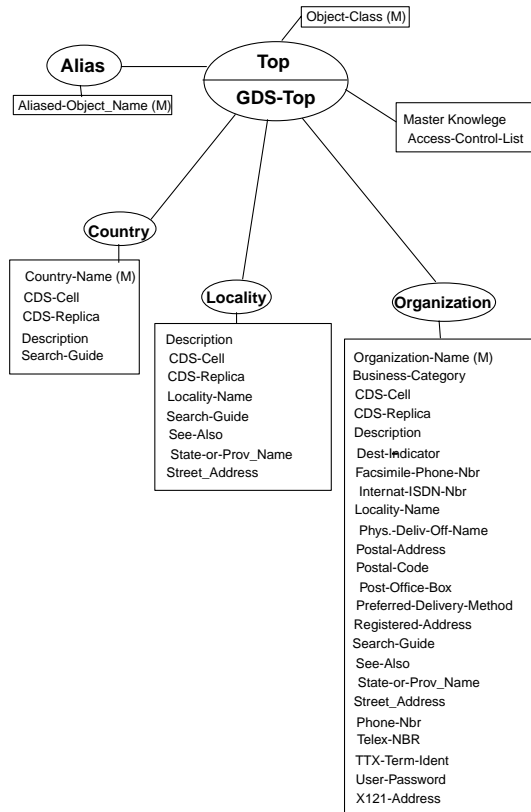 Object-Class (M)
Alias
Top
GDS-Top
Aliased-Object_Name (M)
Master Knowlege
Access-Control-List
Country
Country-Name (M)
CDS-Cell
CDS-Replica
Description
Search-Guide
Locality
Description
CDS-Cell
CDS-Replica
Locality-Name
Search-Guide
See-Also
State-or-Prov_Name
Street_Address
Organization
Organization-Name (M)
Business-Category
CDS-Cell
CDS-Replica
Description
Dest-Indicator
Facsimile-Phone-Nbr
Internat-ISDN-Nbr
Locality-Name
Phys.-Deliv-Off-Name
Postal-Address
Postal-Code
Post-Office-Box
Preferred-Delivery-Method
Registered-Address
Search-Guide
See-Also
State-or-Prov_Name
Street_Address
Phone-Nbr
Telex-NBR
TTX-Term-Ident
User-Password
X121-Address